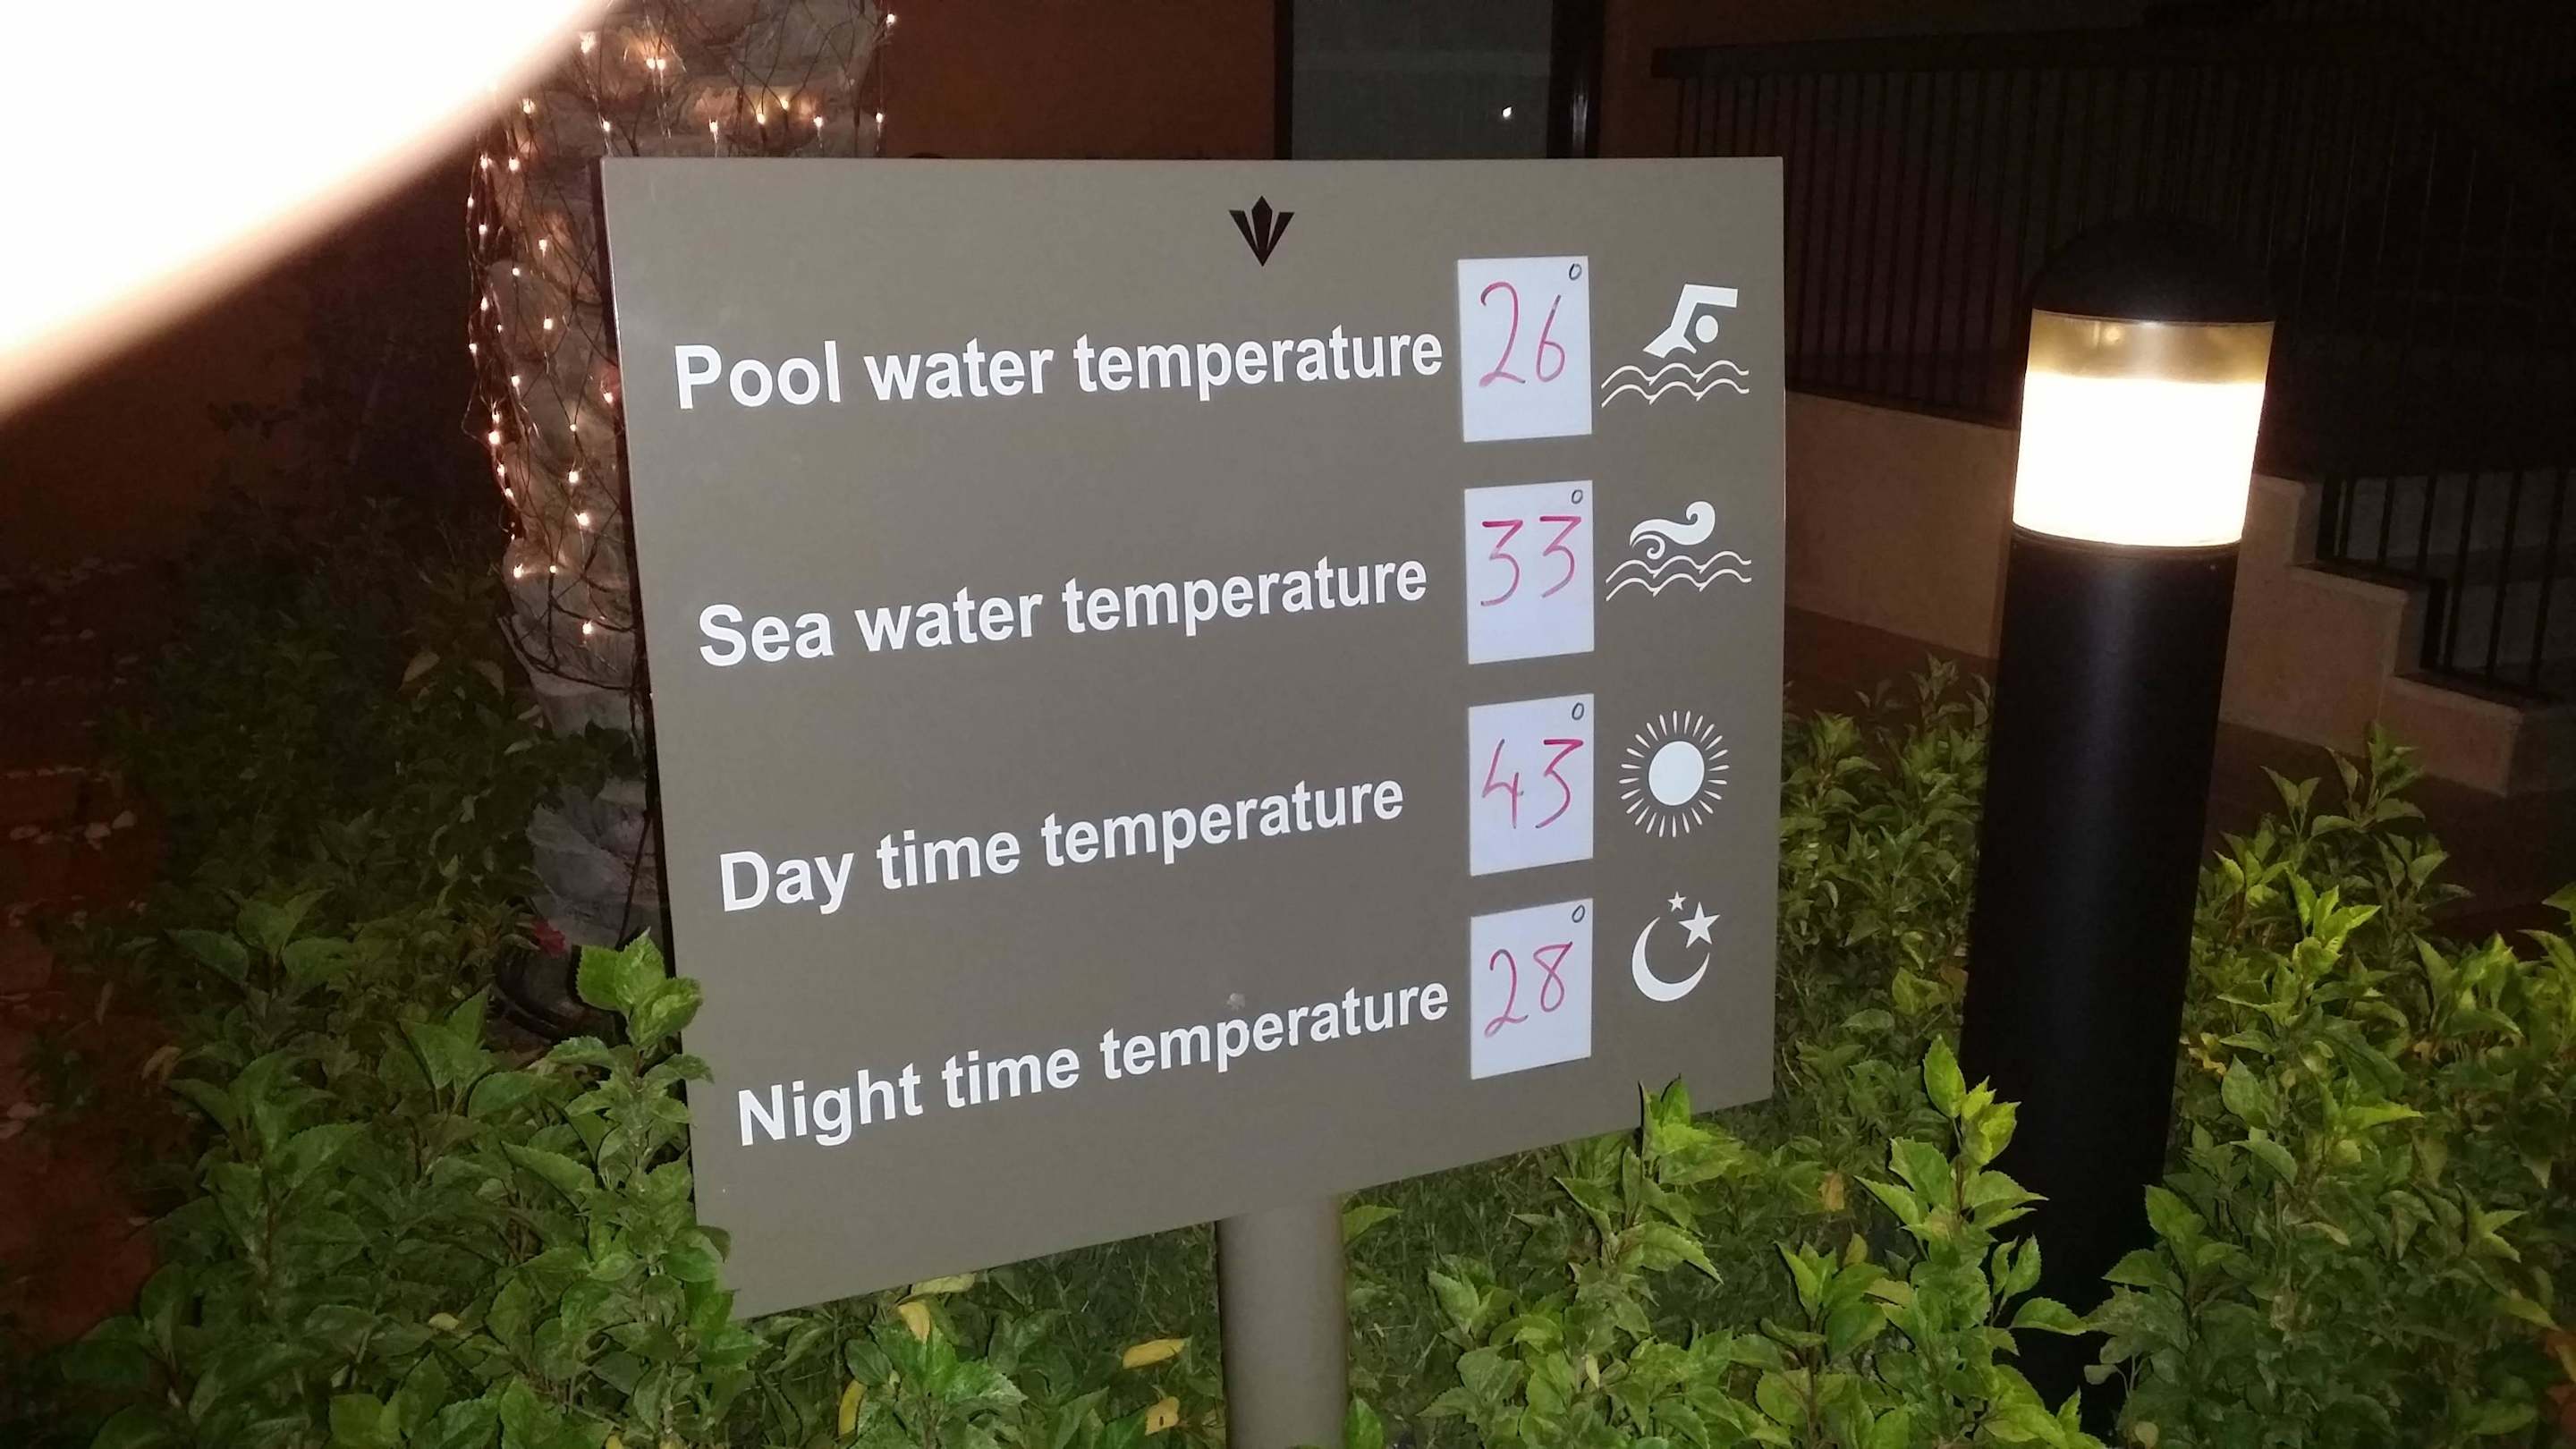 Pool water temperature 26°
Sea water temperature 33°
Day time temperature 43°
Night time temperature 28°